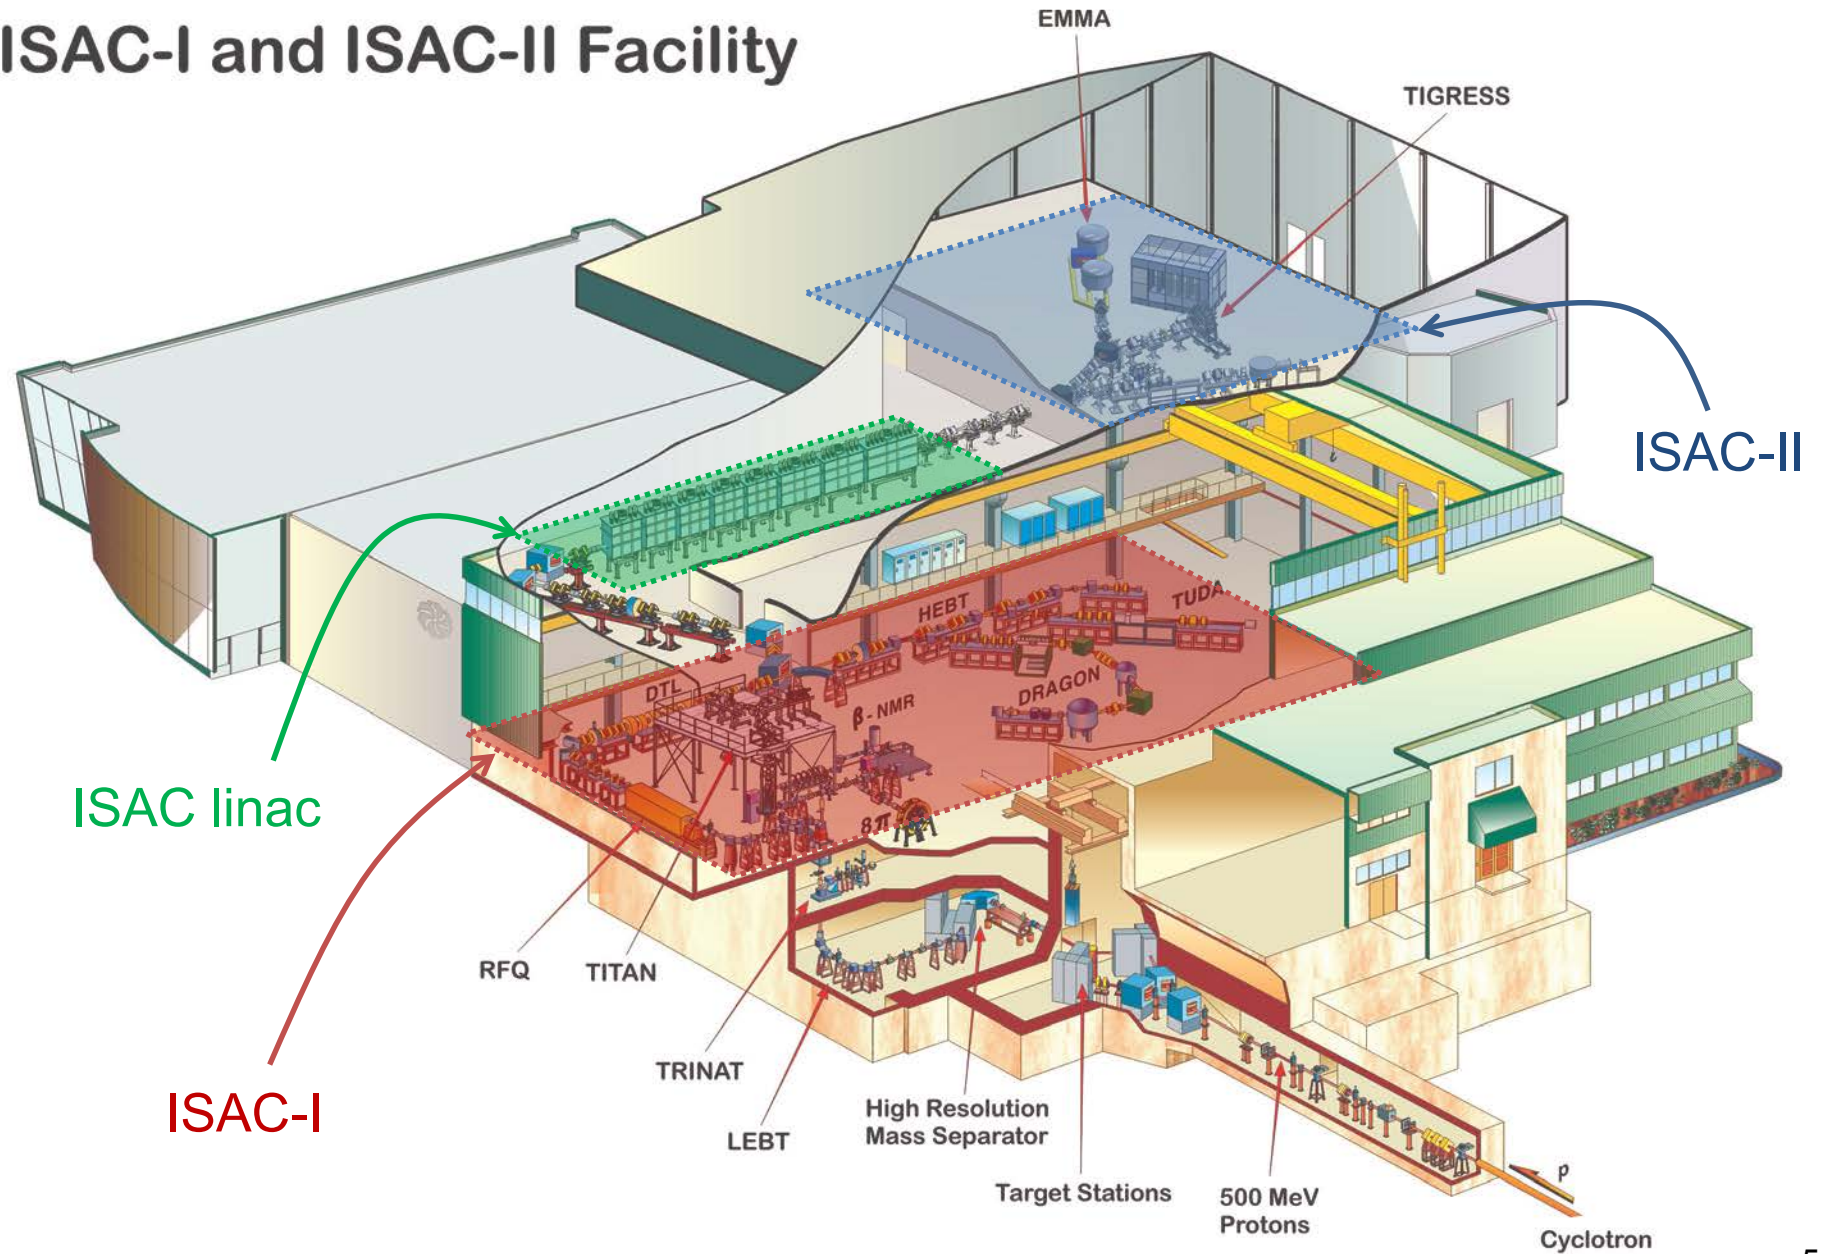 ISAC-I and ISAC-II Facility
EMMA
TIGRESS
ISAC-II
ISAC linac
HEBT
TUDA
DTL
β-NMR
DRAGON
8π
RFQ
TITAN
ISAC-I
TRINAT
LEBT
High Resolution
Mass Separator
Target Stations
500 MeV
Protons
p
Cyclotron